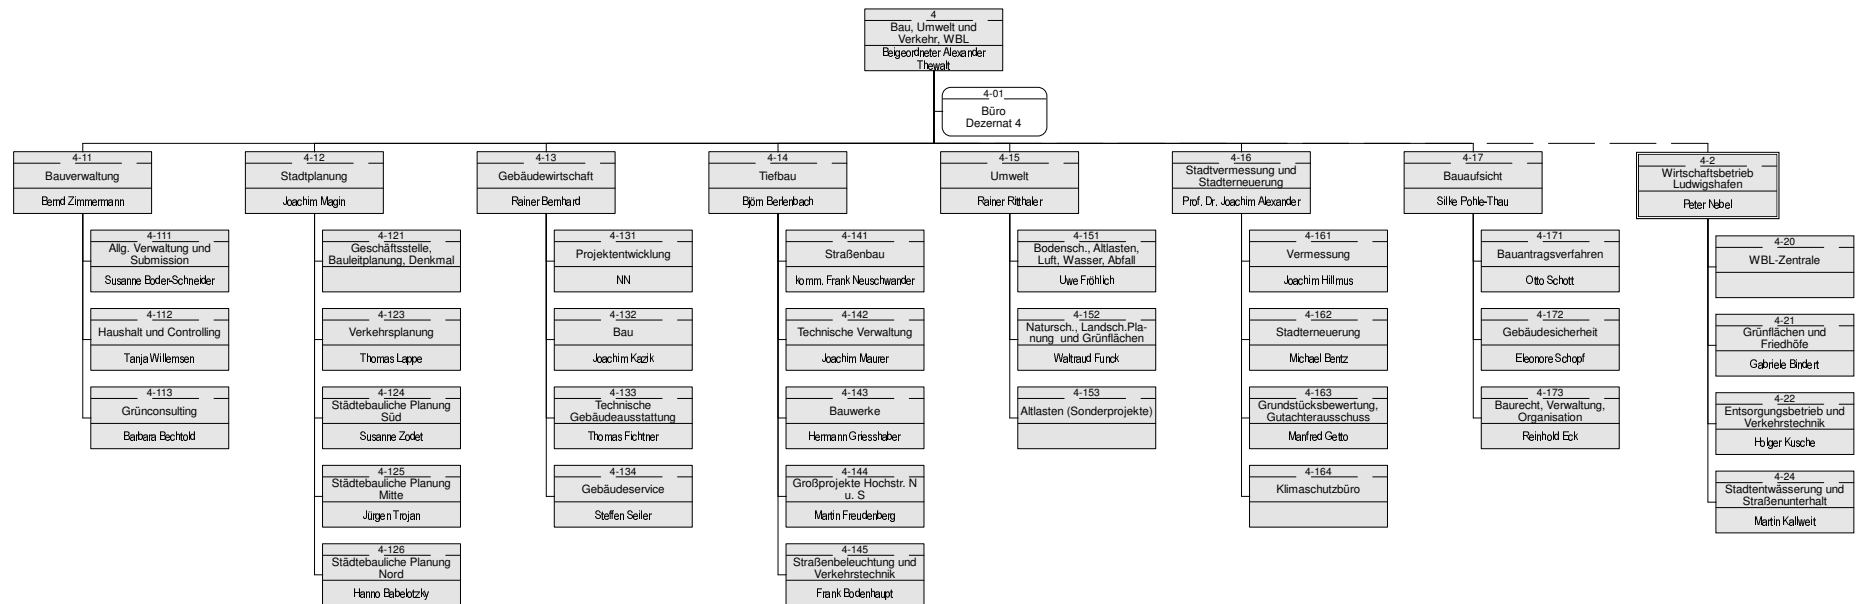 4
Bau, Umwelt und
Verkehr, WBL
Beigeordneter Alexander
Thewalt
4-01
Büro
Dezernat 4
4-11
Bauverwaltung
Bernd Zimmermann
4-111
Allg. Verwaltung und
Submission
Susanne Boder-Schneider
4-112
Haushalt und Controlling
Tanja Willemsen
4-113
Grünconsulting
Barbara Bechtold
4-12
Stadtplanung
Joachim Magin
4-121
Geschäftsstelle,
Bauleitplanung, Denkmal
4-123
Verkehrsplanung
Thomas Lappe
4-124
Städtebauliche Planung
Süd
Susanne Zodet
4-125
Städtebauliche Planung
Mitte
Jürgen Trojan
4-126
Städtebauliche Planung
Nord
Hanno Babelotzky
4-13
Gebäudewirtschaft
Rainer Bernhard
4-131
Projektentwicklung
NN
4-132
Bau
Joachim Kazik
4-133
Technische
Gebäudeausstattung
Thomas Fichtner
4-134
Gebäudeservice
Steffen Seiler
4-14
Tiefbau
Björn Berlenbach
4-141
Straßenbau
komm. Frank Neuschwander
4-142
Technische Verwaltung
Joachim Maurer
4-143
Bauwerke
Hermann Griesshaber
4-144
Großprojekte Hochstr. N
u. S
Martin Freudenberg
4-145
Straßenbeleuchtung und
Verkehrstechnik
Frank Bodenhaupt
4-15
Umwelt
Rainer Ritthaler
4-151
Bodensch., Altlasten,
Luft, Wasser, Abfall
Uwe Fröhlich
4-152
Natursch., Landsch.Pla-
nung und Grünflächen
Waltraud Funck
4-153
Altlasten (Sonderprojekte)
4-16
Stadtvermessung und
Stadterneuerung
Prof. Dr. Joachim Alexander
4-161
Vermessung
Joachim Hillmus
4-162
Stadterneuerung
Michael Bentz
4-163
Grundstücksbewertung,
Gutachterausschuss
Manfred Getto
4-164
Klimaschutzbüro
4-17
Bauaufsicht
Silke Pohle-Thau
4-171
Bauantragsverfahren
Otto Schott
4-172
Gebäudesicherheit
Eleonore Schopf
4-173
Baurecht, Verwaltung,
Organisation
Reinhold Eck
4-2
Wirtschaftsbetrieb
Ludwigshafen
Peter Nebel
4-20
WBL-Zentrale
4-21
Grünflächen und
Friedhöfe
Gabriele Bindert
4-22
Entsorgungsbetrieb und
Verkehrstechnik
Holger Kusche
4-24
Stadtentwässerung und
Straßenunterhalt
Martin Kallweit